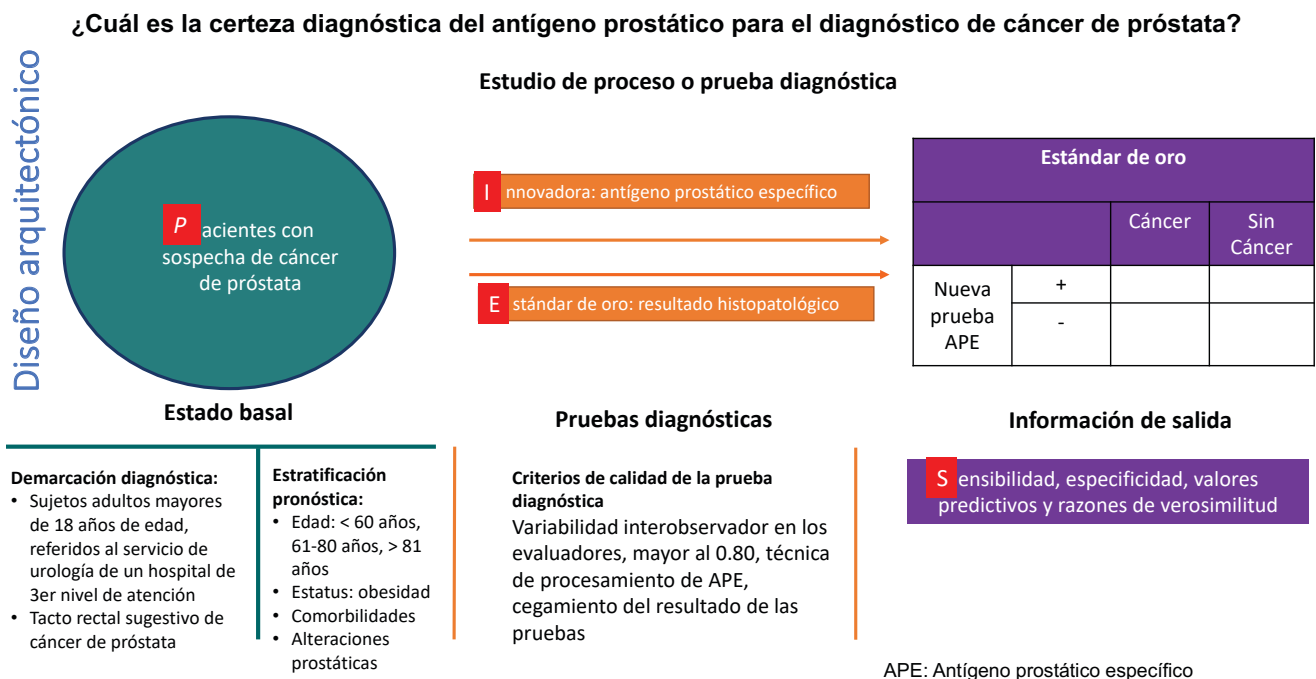 ¿Cuál es la certeza diagnóstica del antígeno prostático para el diagnóstico de cáncer de próstata?
Diseño arquitectónico
Estudio de proceso o prueba diagnóstica
Pacientes con
sospecha de cáncer
de próstata
Innovadora: antígeno prostático específico
Estándar de oro: resultado histopatológico
Estándar de oro
Cáncer
Sin
Cáncer
Nueva
prueba
APE
+
-
Estado basal
Demarcación diagnóstica:
• Sujetos adultos mayores
de 18 años de edad,
referidos al servicio de
urología de un hospital de
3er nivel de atención
• Tacto rectal sugestivo de
cáncer de próstata
Estratificación
pronóstica:
• Edad: < 60 años,
61-80 años, > 81
años
• Estatus: obesidad
• Comorbilidades
• Alteraciones
prostáticas
Pruebas diagnósticas
Criterios de calidad de la prueba
diagnóstica
Variabilidad interobservador en los
evaluadores, mayor al 0.80, técnica
de procesamiento de APE,
cegamiento del resultado de las
pruebas
Información de salida
Sensibilidad, especificidad, valores
predictivos y razones de verosimilitud
APE: Antígeno prostático específico